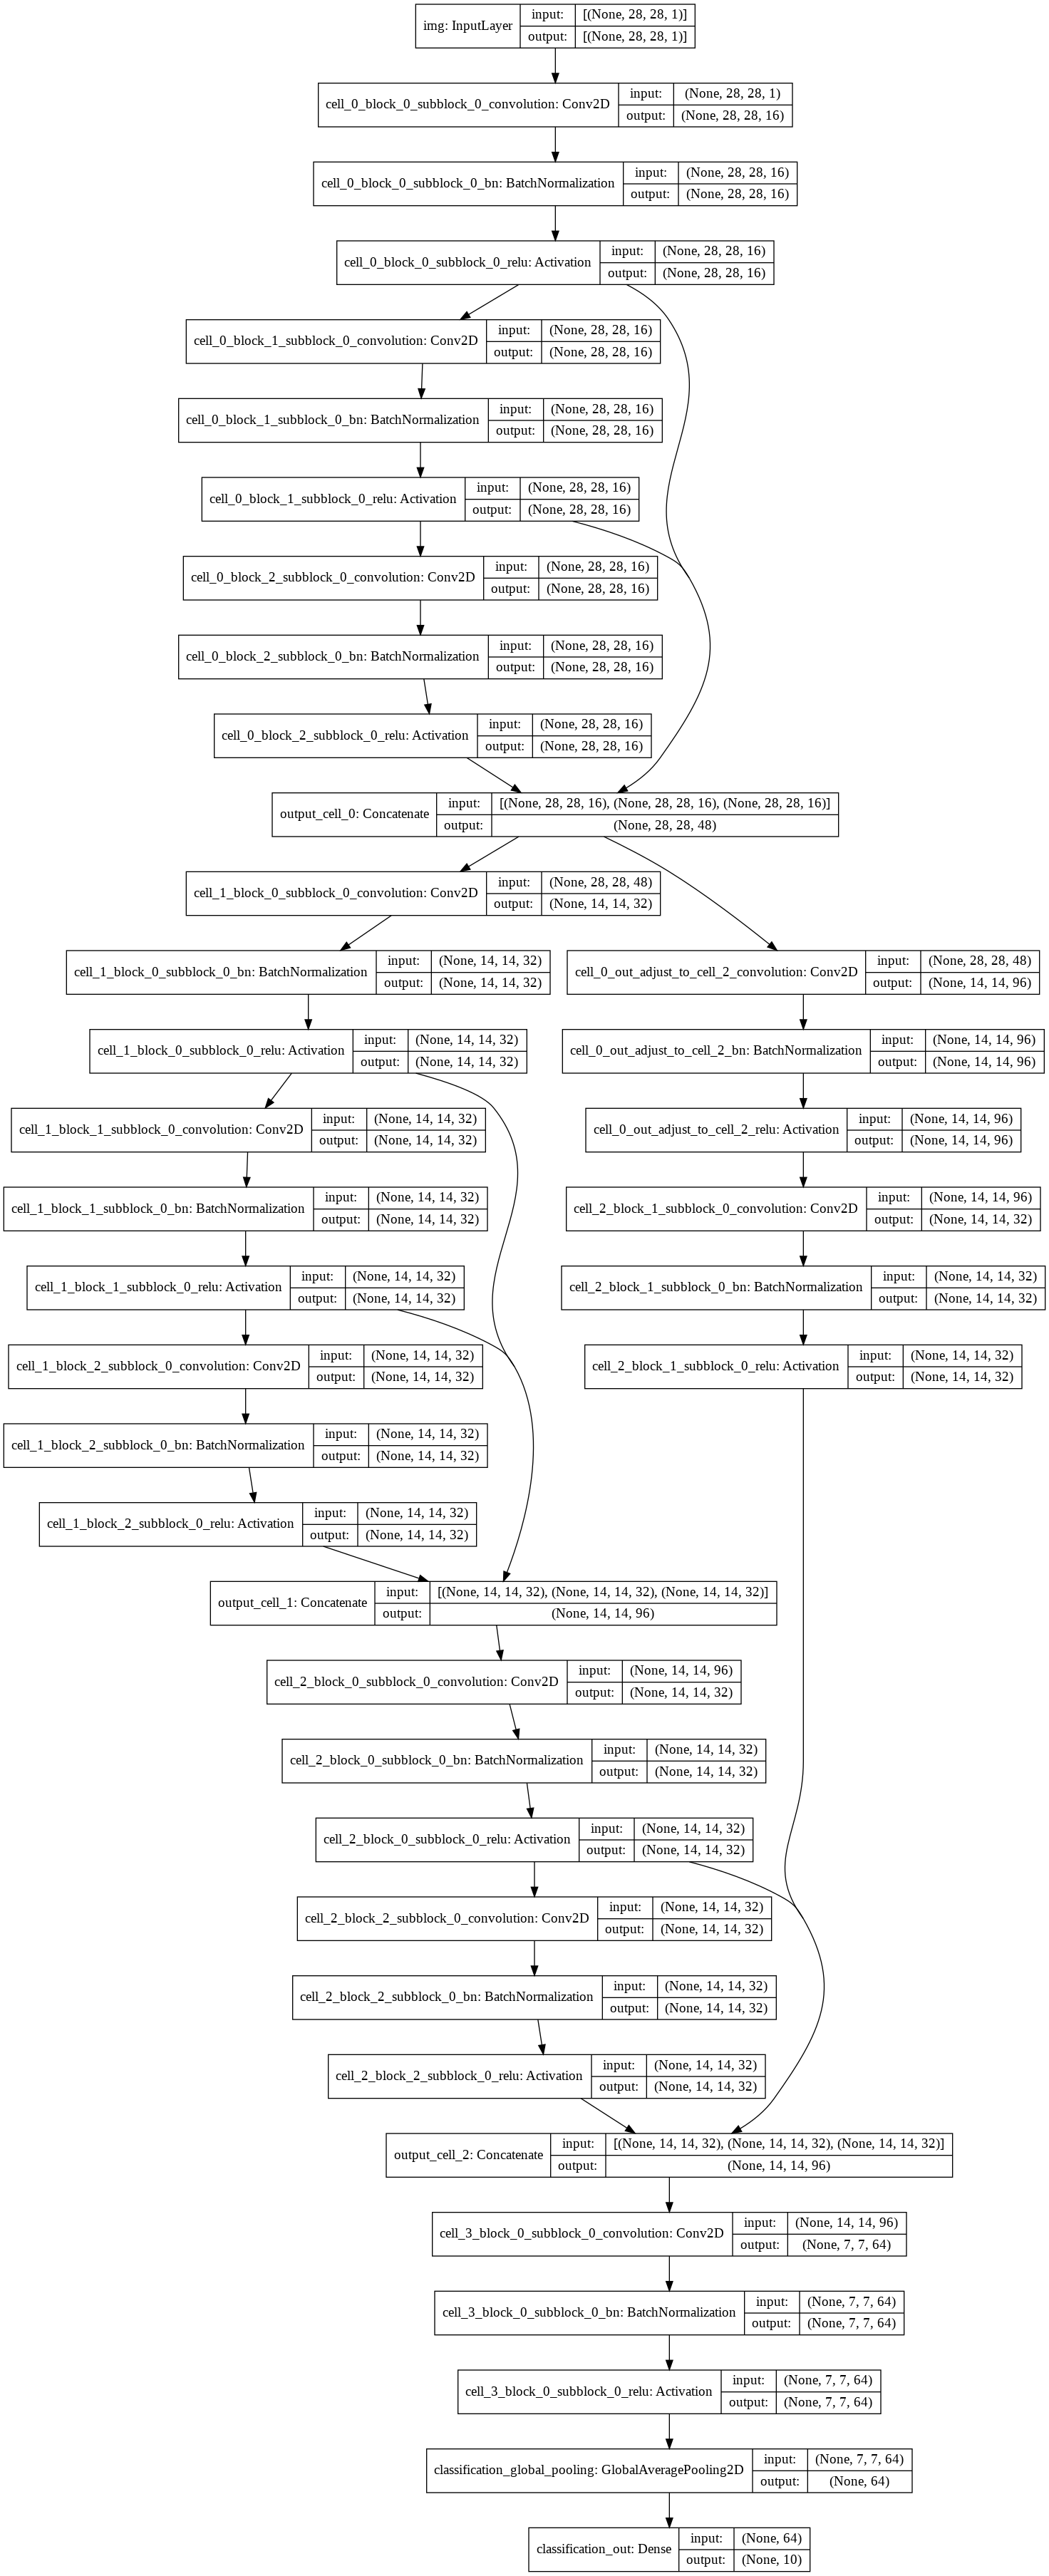 img: InputLayer
input: [(None, 28, 28, 1)]
output: [(None, 28, 28, 1)]
cell_0_block_0_subblock_0_convolution: Conv2D
input: (None, 28, 28, 1)
output: (None, 28, 28, 16)
cell_0_block_0_subblock_0_bn: BatchNormalization
input: (None, 28, 28, 16)
output: (None, 28, 28, 16)
cell_0_block_0_subblock_0_relu: Activation
input: (None, 28, 28, 16)
output: (None, 28, 28, 16)
cell_0_block_1_subblock_0_convolution: Conv2D
input: (None, 28, 28, 16)
output: (None, 28, 28, 16)
cell_0_block_1_subblock_0_bn: BatchNormalization
input: (None, 28, 28, 16)
output: (None, 28, 28, 16)
cell_0_block_1_subblock_0_relu: Activation
input: (None, 28, 28, 16)
output: (None, 28, 28, 16)
cell_0_block_2_subblock_0_convolution: Conv2D
input: (None, 28, 28, 16)
output: (None, 28, 28, 16)
cell_0_block_2_subblock_0_bn: BatchNormalization
input: (None, 28, 28, 16)
output: (None, 28, 28, 16)
cell_0_block_2_subblock_0_relu: Activation
input: (None, 28, 28, 16)
output: (None, 28, 28, 16)
output_cell_0: Concatenate
input: [(None, 28, 28, 16), (None, 28, 28, 16), (None, 28, 28, 16)]
output: (None, 28, 28, 48)
cell_1_block_0_subblock_0_convolution: Conv2D
input: (None, 28, 28, 48)
output: (None, 14, 14, 32)
cell_1_block_0_subblock_0_bn: BatchNormalization
input: (None, 14, 14, 32)
output: (None, 14, 14, 32)
cell_0_out_adjust_to_cell_2_convolution: Conv2D
input: (None, 28, 28, 48)
output: (None, 14, 14, 96)
cell_1_block_0_subblock_0_relu: Activation
input: (None, 14, 14, 32)
output: (None, 14, 14, 32)
cell_0_out_adjust_to_cell_2_bn: BatchNormalization
input: (None, 14, 14, 96)
output: (None, 14, 14, 96)
cell_1_block_1_subblock_0_convolution: Conv2D
input: (None, 14, 14, 32)
output: (None, 14, 14, 32)
cell_0_out_adjust_to_cell_2_relu: Activation
input: (None, 14, 14, 96)
output: (None, 14, 14, 96)
cell_1_block_1_subblock_0_bn: BatchNormalization
input: (None, 14, 14, 32)
output: (None, 14, 14, 32)
cell_2_block_1_subblock_0_convolution: Conv2D
input: (None, 14, 14, 96)
output: (None, 14, 14, 32)
cell_1_block_1_subblock_0_relu: Activation
input: (None, 14, 14, 32)
output: (None, 14, 14, 32)
cell_2_block_1_subblock_0_bn: BatchNormalization
input: (None, 14, 14, 32)
output: (None, 14, 14, 32)
cell_1_block_2_subblock_0_convolution: Conv2D
input: (None, 14, 14, 32)
output: (None, 14, 14, 32)
cell_2_block_1_subblock_0_relu: Activation
input: (None, 14, 14, 32)
output: (None, 14, 14, 32)
cell_1_block_2_subblock_0_bn: BatchNormalization
input: (None, 14, 14, 32)
output: (None, 14, 14, 32)
cell_1_block_2_subblock_0_relu: Activation
input: (None, 14, 14, 32)
output: (None, 14, 14, 32)
output_cell_1: Concatenate
input: [(None, 14, 14, 32), (None, 14, 14, 32), (None, 14, 14, 32)]
output: (None, 14, 14, 96)
cell_2_block_0_subblock_0_convolution: Conv2D
input: (None, 14, 14, 96)
output: (None, 14, 14, 32)
cell_2_block_0_subblock_0_bn: BatchNormalization
input: (None, 14, 14, 32)
output: (None, 14, 14, 32)
cell_2_block_0_subblock_0_relu: Activation
input: (None, 14, 14, 32)
output: (None, 14, 14, 32)
cell_2_block_2_subblock_0_convolution: Conv2D
input: (None, 14, 14, 32)
output: (None, 14, 14, 32)
cell_2_block_2_subblock_0_bn: BatchNormalization
input: (None, 14, 14, 32)
output: (None, 14, 14, 32)
cell_2_block_2_subblock_0_relu: Activation
input: (None, 14, 14, 32)
output: (None, 14, 14, 32)
output_cell_2: Concatenate
input: [(None, 14, 14, 32), (None, 14, 14, 32), (None, 14, 14, 32)]
output: (None, 14, 14, 96)
cell_3_block_0_subblock_0_convolution: Conv2D
input: (None, 14, 14, 96)
output: (None, 7, 7, 64)
cell_3_block_0_subblock_0_bn: BatchNormalization
input: (None, 7, 7, 64)
output: (None, 7, 7, 64)
cell_3_block_0_subblock_0_relu: Activation
input: (None, 7, 7, 64)
output: (None, 7, 7, 64)
classification_global_pooling: GlobalAveragePooling2D
input: (None, 7, 7, 64)
output: (None, 64)
classification_out: Dense
input: (None, 64)
output: (None, 10)